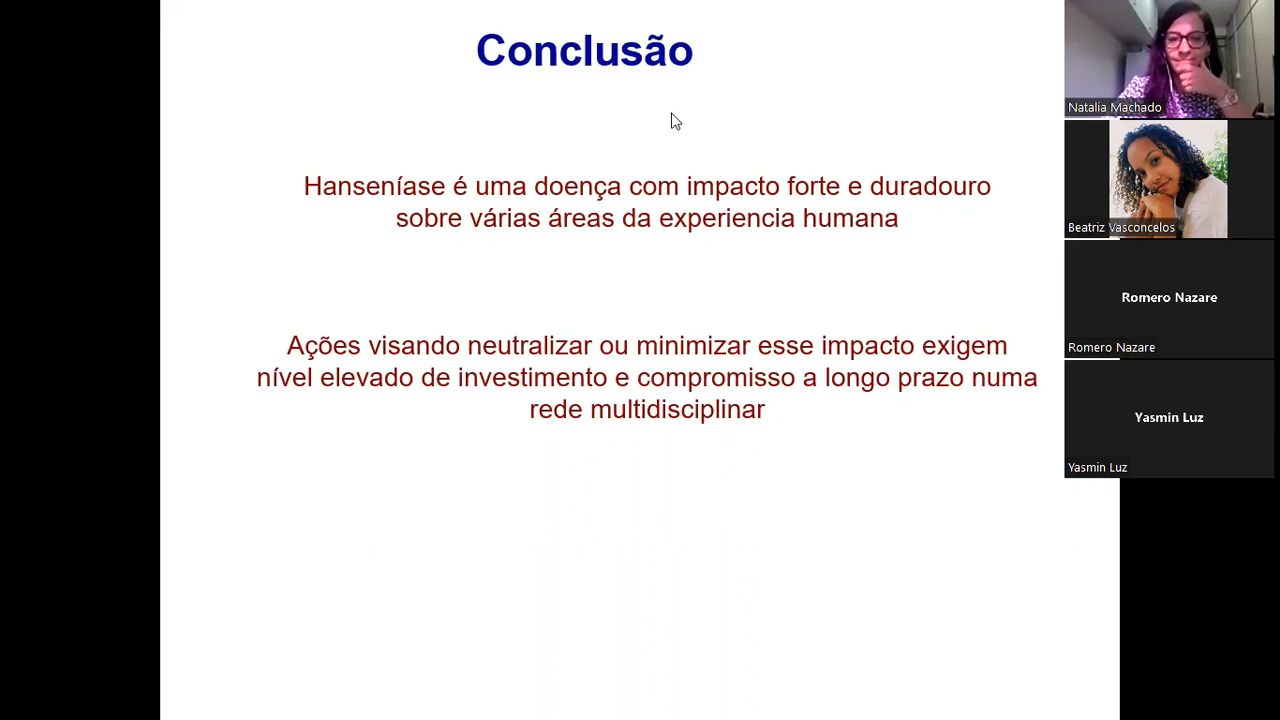 Conclusão
Hanseníase é uma doença com impacto forte e duradouro
sobre várias áreas da experiencia humana
Ações visando neutralizar ou minimizar esse impacto exigem
nível elevado de investimento e compromisso a longo prazo numa
rede multidisciplinar
Natalia Machado
Beatriz Vasconcelos
Romero Nazare
Romero Nazare
Yasmin Luz
Yasmin Luz